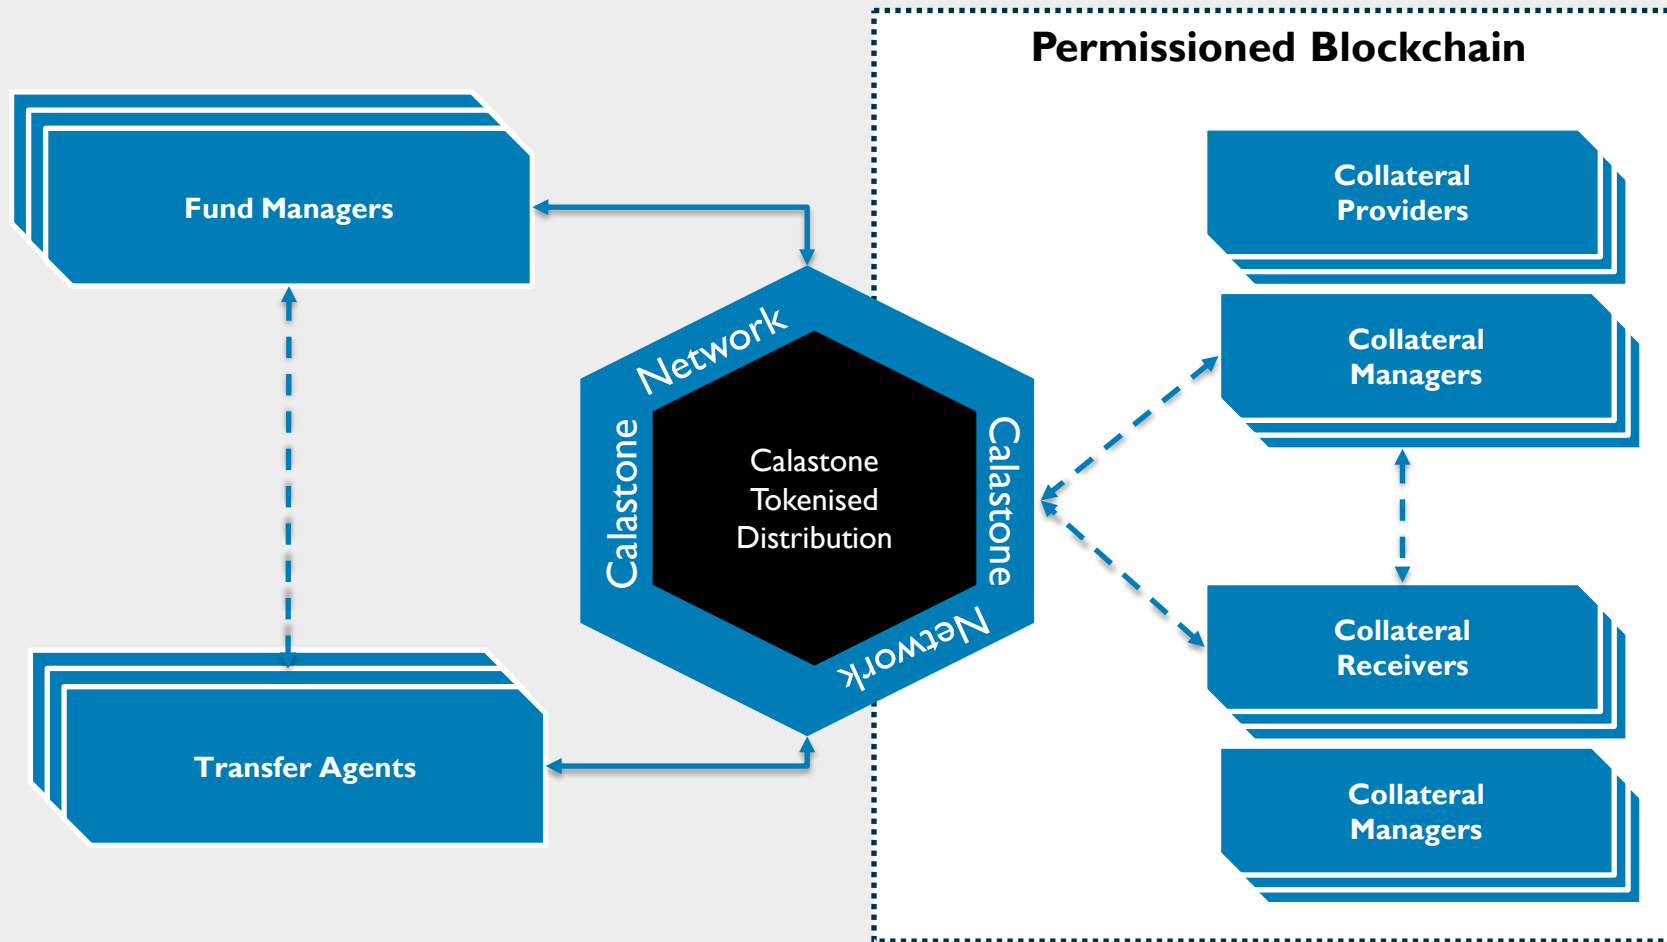 Permissioned Blockchain
Fund Managers
Transfer Agents
Calastone
Network
Calastone
Network
Calastone
Tokenised
Distribution
Collateral
Providers
Collateral
Managers
Collateral
Receivers
Collateral
Managers